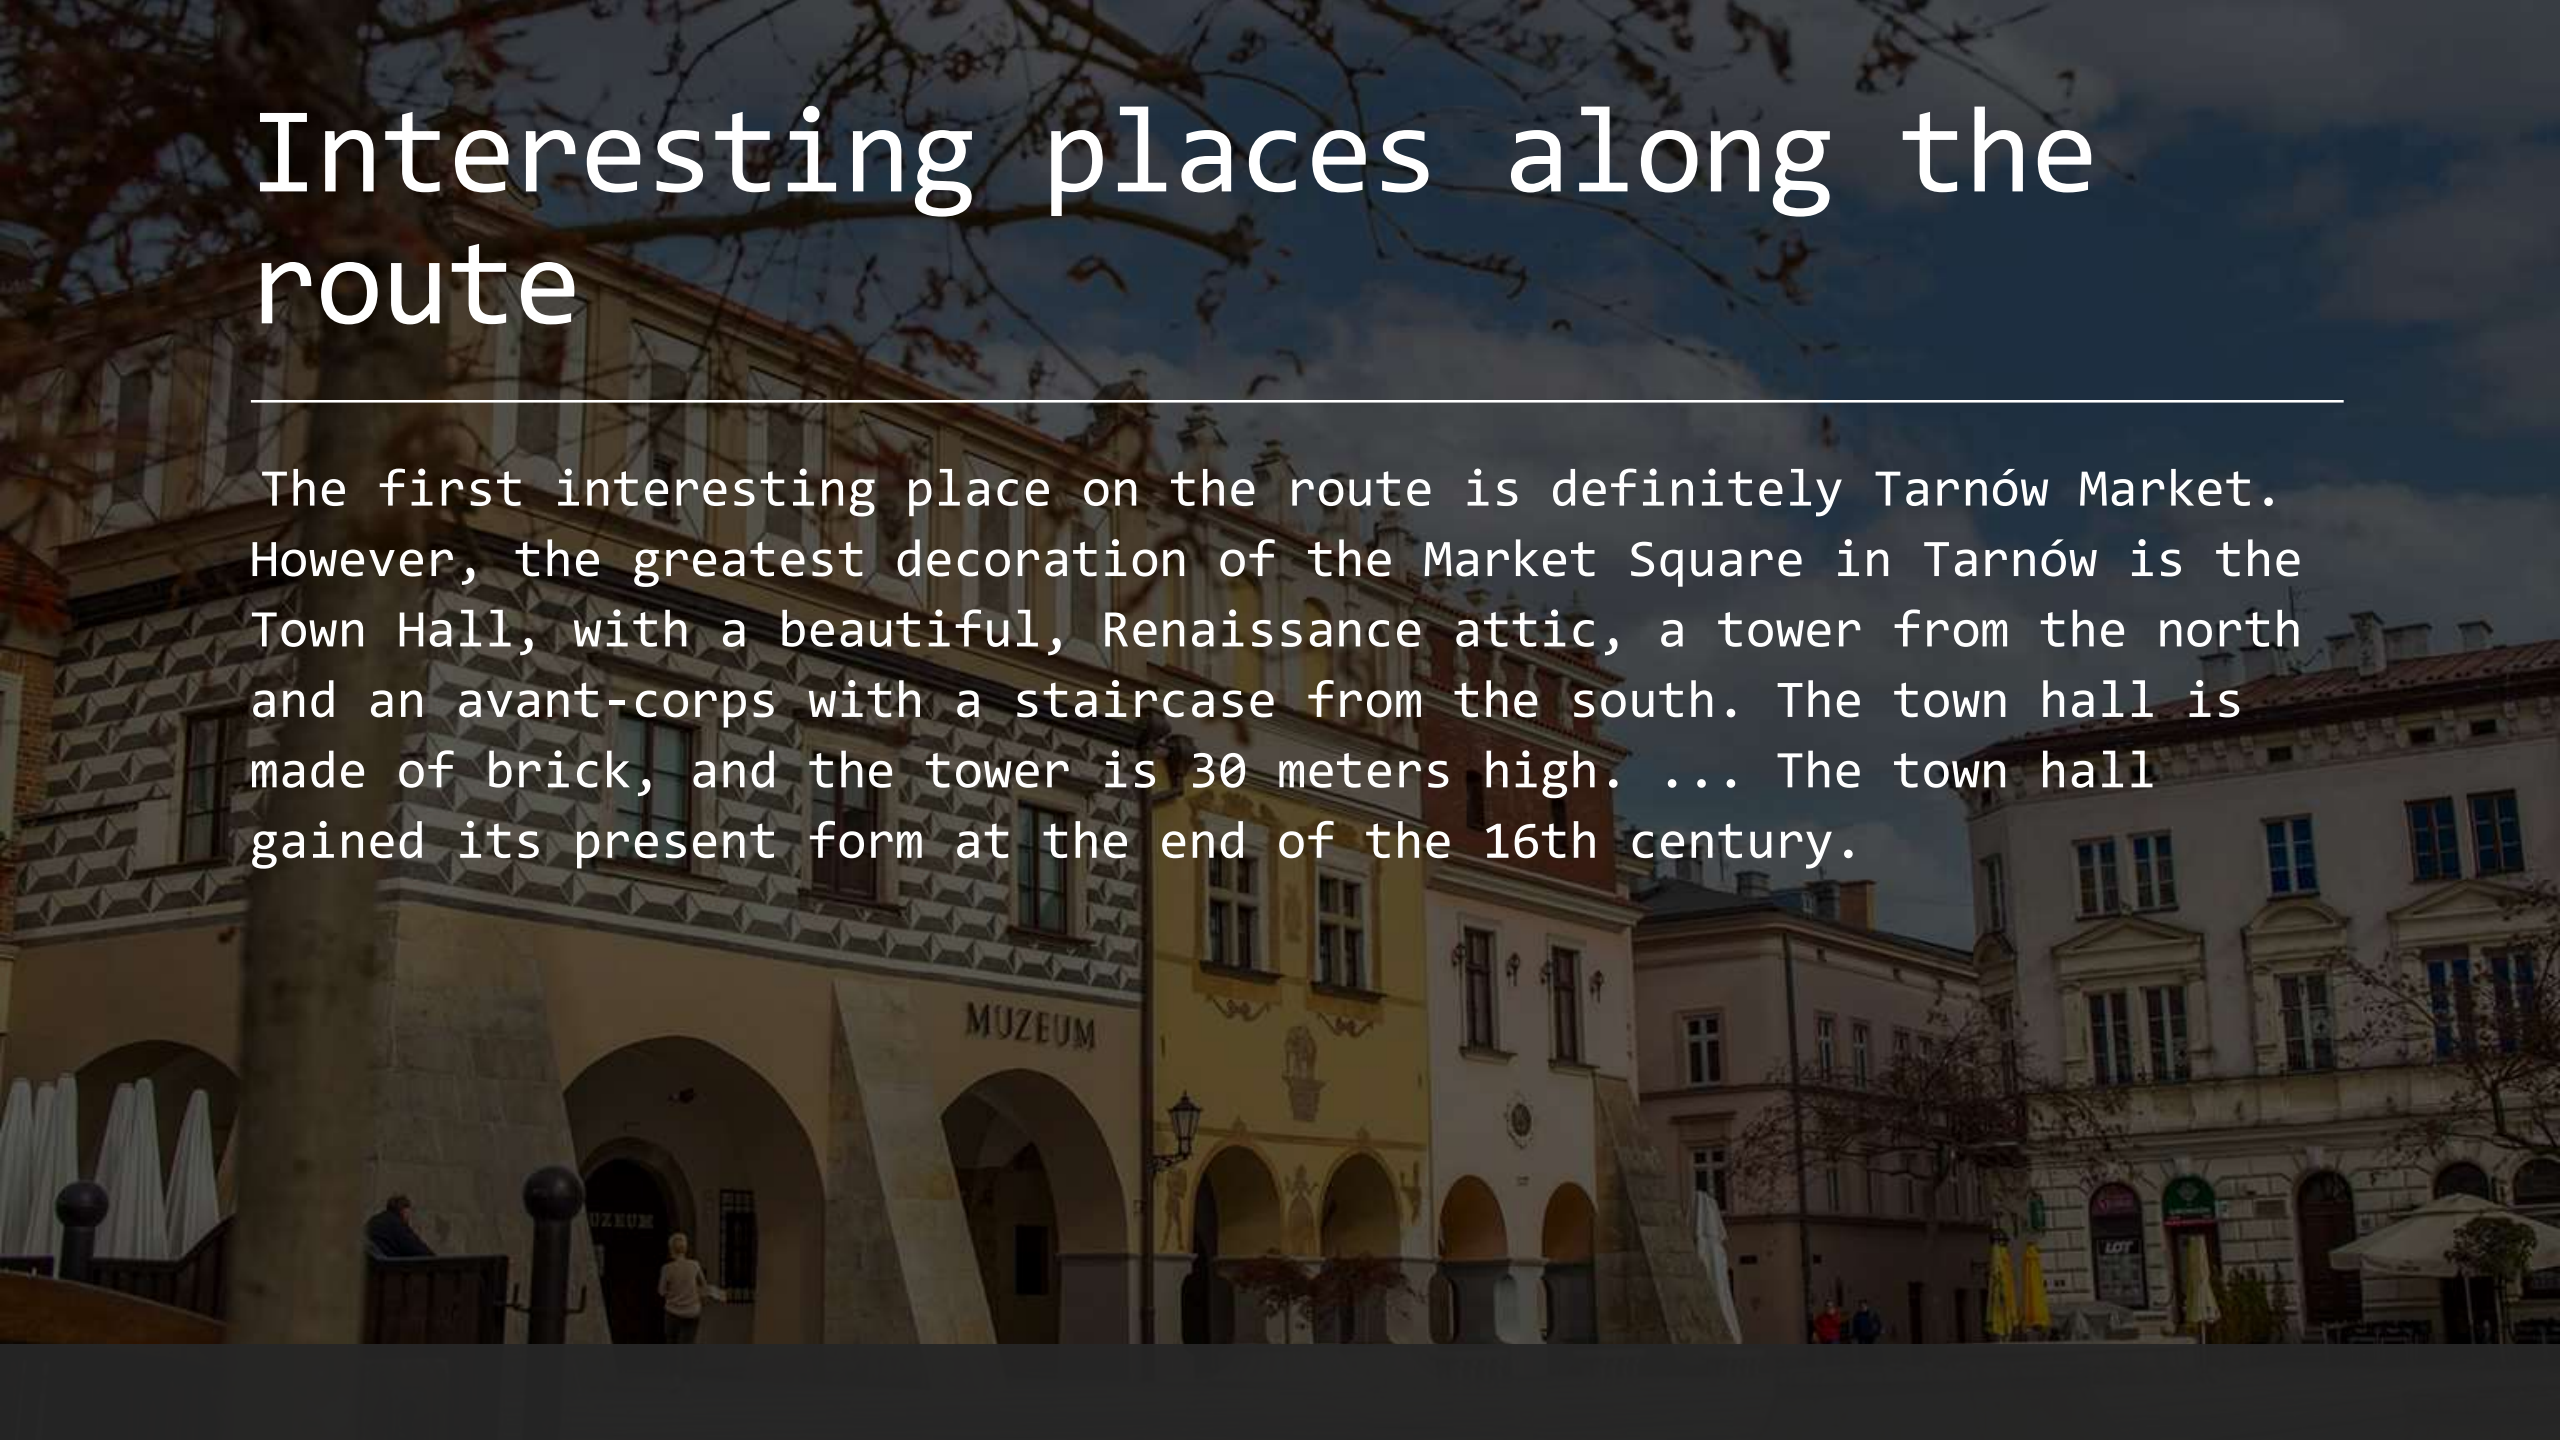 Interesting places along the
route
The first interesting place on the route is definitely Tarnów Market.
However, the greatest decoration of the Market Square in Tarnów is the
Town Hall, with a beautiful, Renaissance attic, a tower from the north
and an avant-corps with a staircase from the south. The town hall is
made of brick, and the tower is 30 meters high. ... The town hall
gained its present form at the end of the 16th century.
MUZEUM
UZEUM
LOT